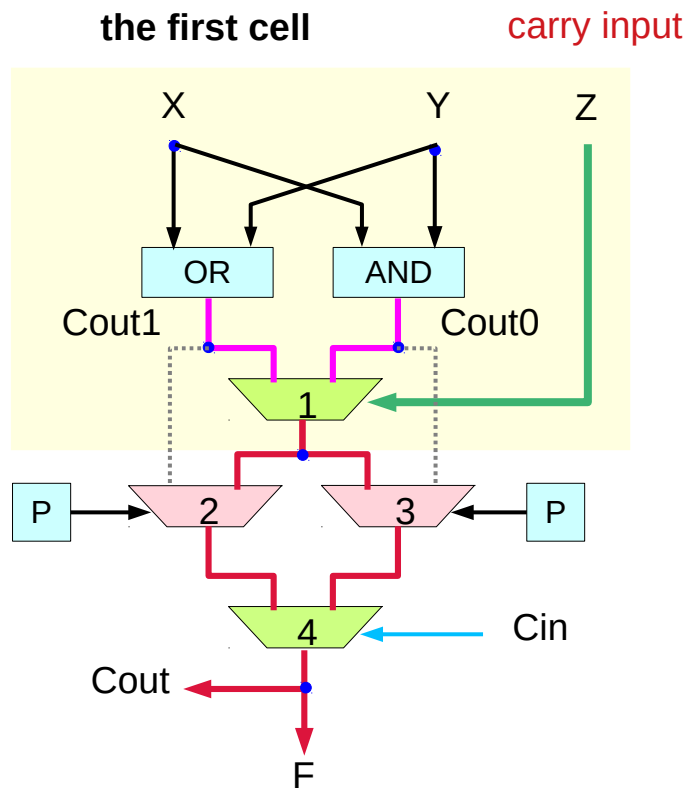 the first cell
carry input
X
Y
Z
OR
AND
Cout1
Cout0
1
P
2
3
P
4
Cin
Cout
F